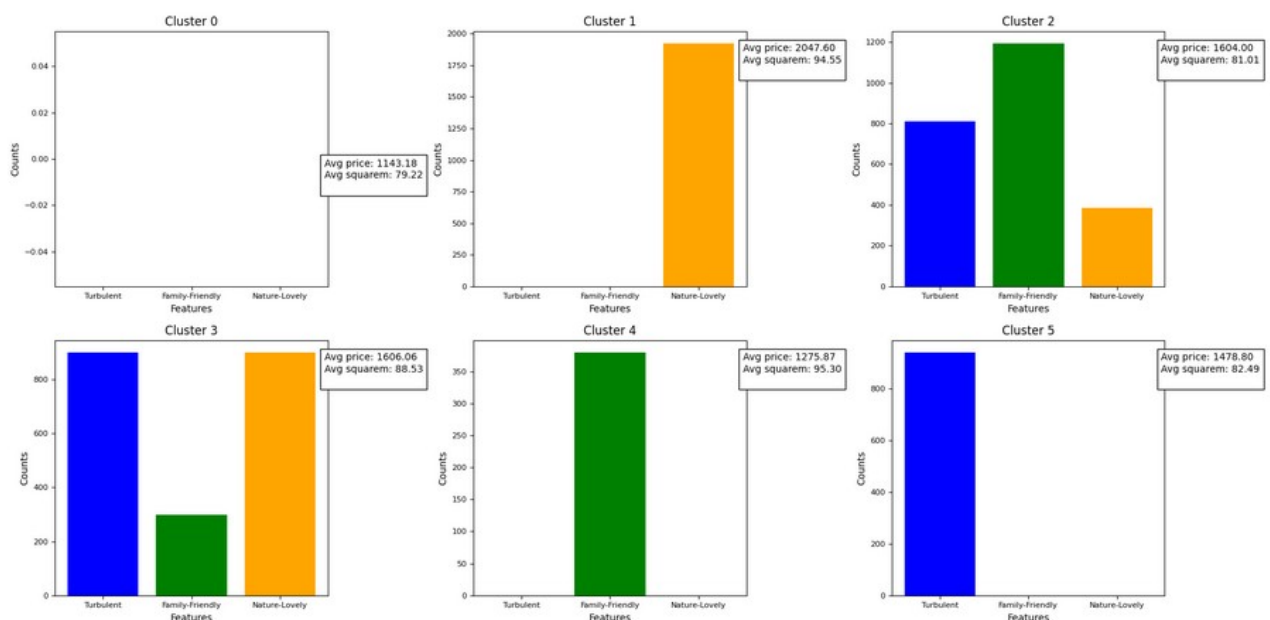 Cluster 0
0.04
0.02
0.00
−0.02
−0.04
Counts
Turbulent Family-Friendly Nature-Lovely
Features
Avg price: 1143.18
Avg squarem: 79.22
Cluster 1
2000
1750
1500
1250
1000
750
500
250
0
Counts
Turbulent Family-Friendly Nature-Lovely
Features
Avg price: 2047.60
Avg squarem: 94.55
Cluster 2
1200
1000
800
600
400
200
0
Counts
Turbulent Family-Friendly Nature-Lovely
Features
Avg price: 1604.00
Avg squarem: 81.01
Cluster 3
800
600
400
200
0
Counts
Turbulent Family-Friendly Nature-Lovely
Features
Avg price: 1606.06
Avg squarem: 88.53
Cluster 4
350
300
250
200
150
100
50
0
Counts
Turbulent Family-Friendly Nature-Lovely
Features
Avg price: 1275.87
Avg squarem: 95.30
Cluster 5
800
600
400
200
0
Counts
Turbulent Family-Friendly Nature-Lovely
Features
Avg price: 1478.80
Avg squarem: 82.49